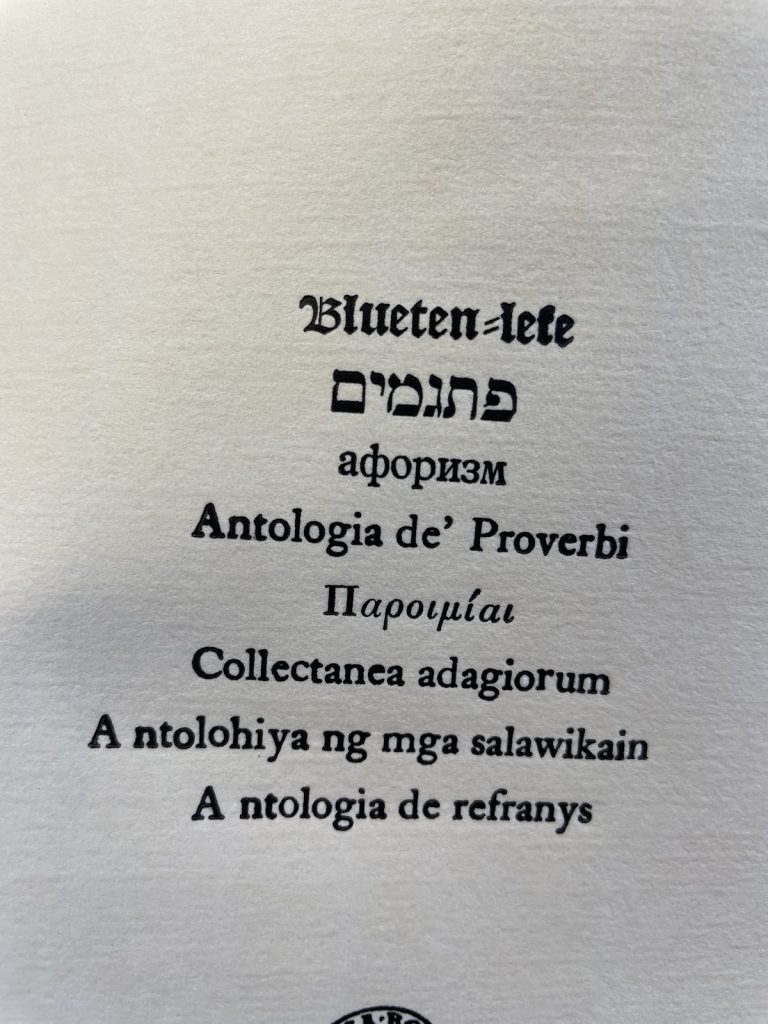 Blueten⸗leſe
פתגמים
афоризм
Antologia de’ Proverbi
Παροιμίαι
Collectanea adagiorum
A ntolohiya ng mga salawikain
A ntologia de refranys